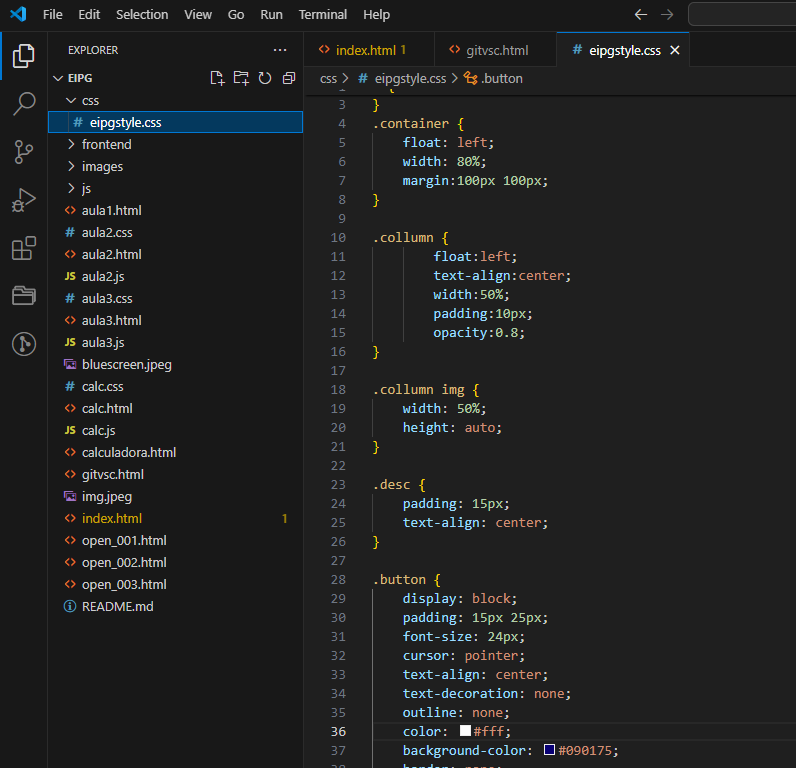 File Edit Selection View Go Run Terminal Help
EXPLORER ...
index.html 1 gitvsc.html # eipgstyle.css
EIPG
css > # eipgstyle.css > .button
css
# eipgstyle.css
frontend
images
js
aula1.html
# aula2.css
aula2.html
JS aula2.js
# aula3.css
aula3.html
JS aula3.js
bluescreen.jpeg
# calc.css
calc.html
JS calc.js
calculadora.html
gitvsc.html
img.jpeg
index.html 1
open_001.html
open_002.html
open_003.html
README.md
3 }
4 .container {
5 float: left;
6 width: 80%;
7 margin:100px 100px;
8 }
9
10 .collumn {
11 float:left;
12 text-align:center;
13 width:50%;
14 padding:10px;
15 opacity:0.8;
16 }
17
18 .collumn img {
19 width: 50%;
20 height: auto;
21 }
22
23 .desc {
24 padding: 15px;
25 text-align: center;
26 }
27
28 .button {
29 display: block;
30 padding: 15px 25px;
31 font-size: 24px;
32 cursor: pointer;
33 text-align: center;
34 text-decoration: none;
35 outline: none;
36 color: #fff;
37 background-color: #090175;